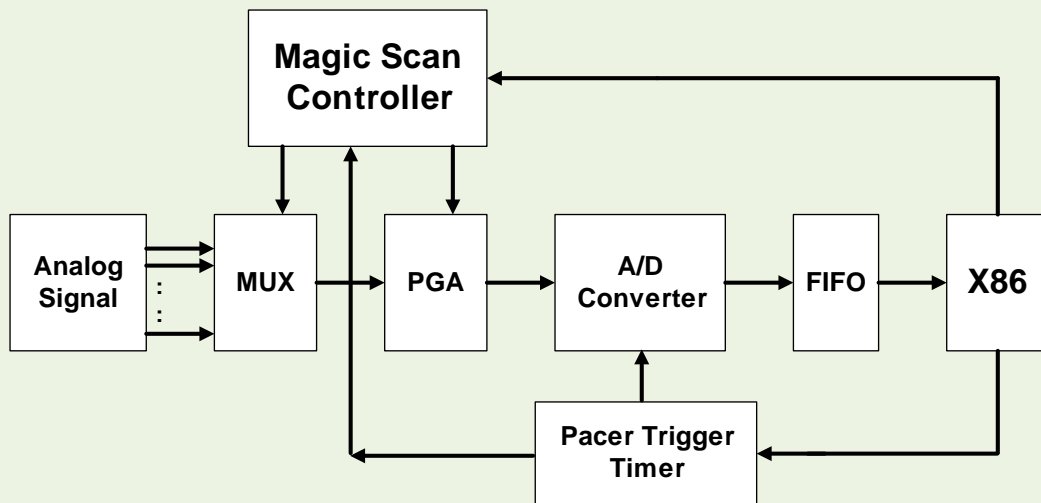 Magic Scan
Controller
Analog
Signal
:
:
MUX
PGA
A/D
Converter
FIFO
X86
Pacer Trigger
Timer